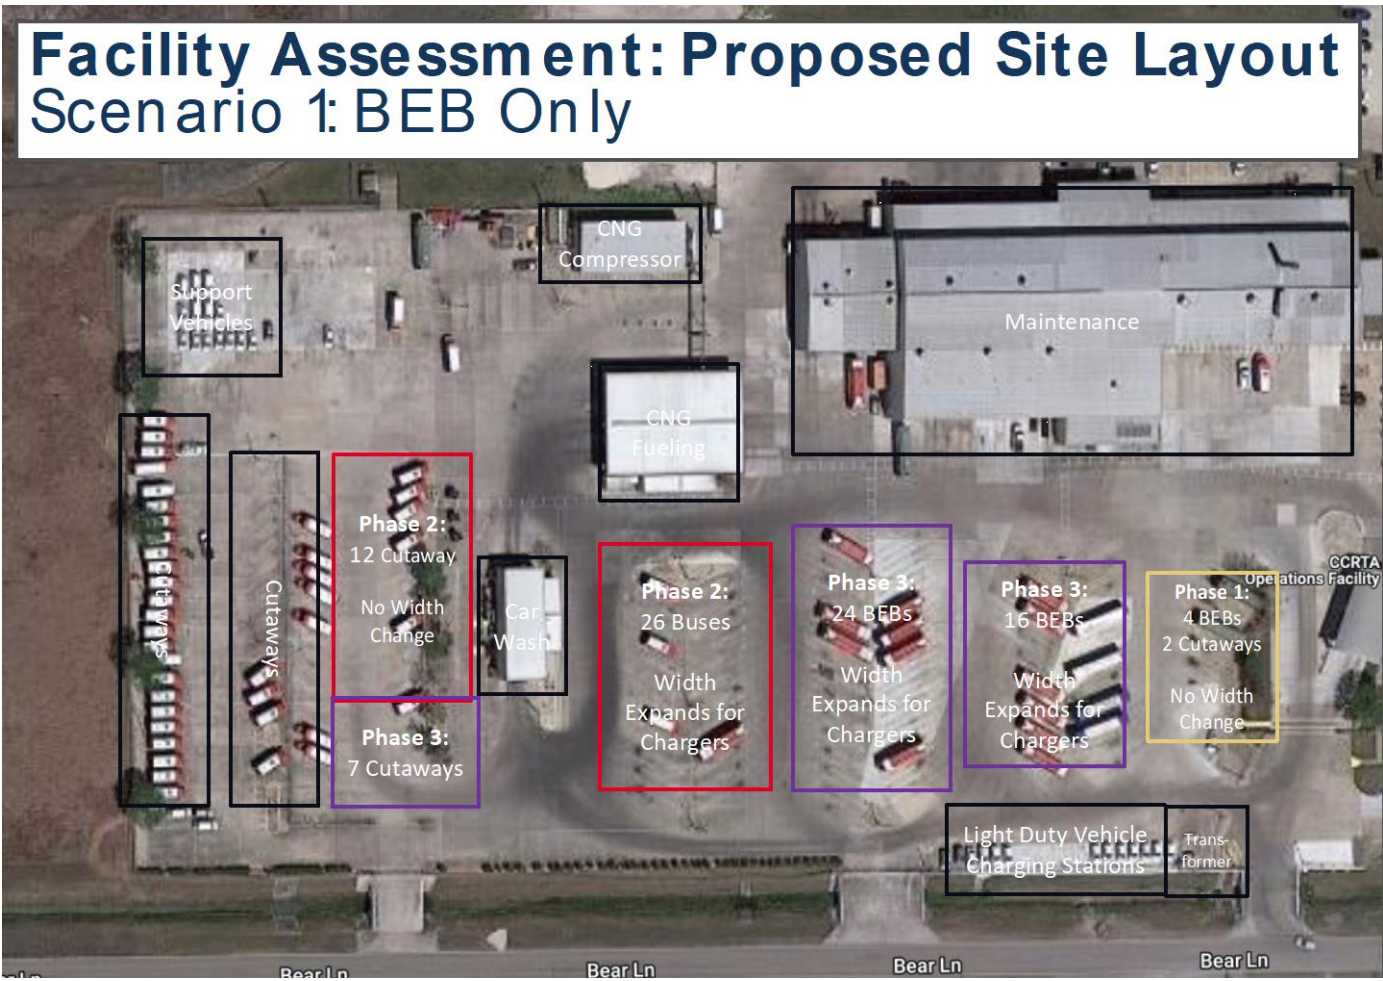 Facility Assessment: Proposed Site Layout
Scenario 1: BEB Only
CNG
Compressor
Support
Vehicles
Maintenance
CNG
Fueling
Cutaways
Cutaways
Phase 2:
12 Cutaway
No Width
Change
Car
Wash
Phase 2:
26 Buses
Width
Expands for
Chargers
Phase 3:
24 BEBs
Width
Expands for
Chargers
Phase 3:
16 BEBs
Width
Expands for
Chargers
Phase 1:
4 BEBs
2 Cutaways
No Width
Change
CCRTA
Operations Facility
Phase 3:
7 Cutaways
Light Duty Vehicle
Charging Stations
Trans-
former
Bear Ln
Bear Ln
Bear Ln
Bear Ln